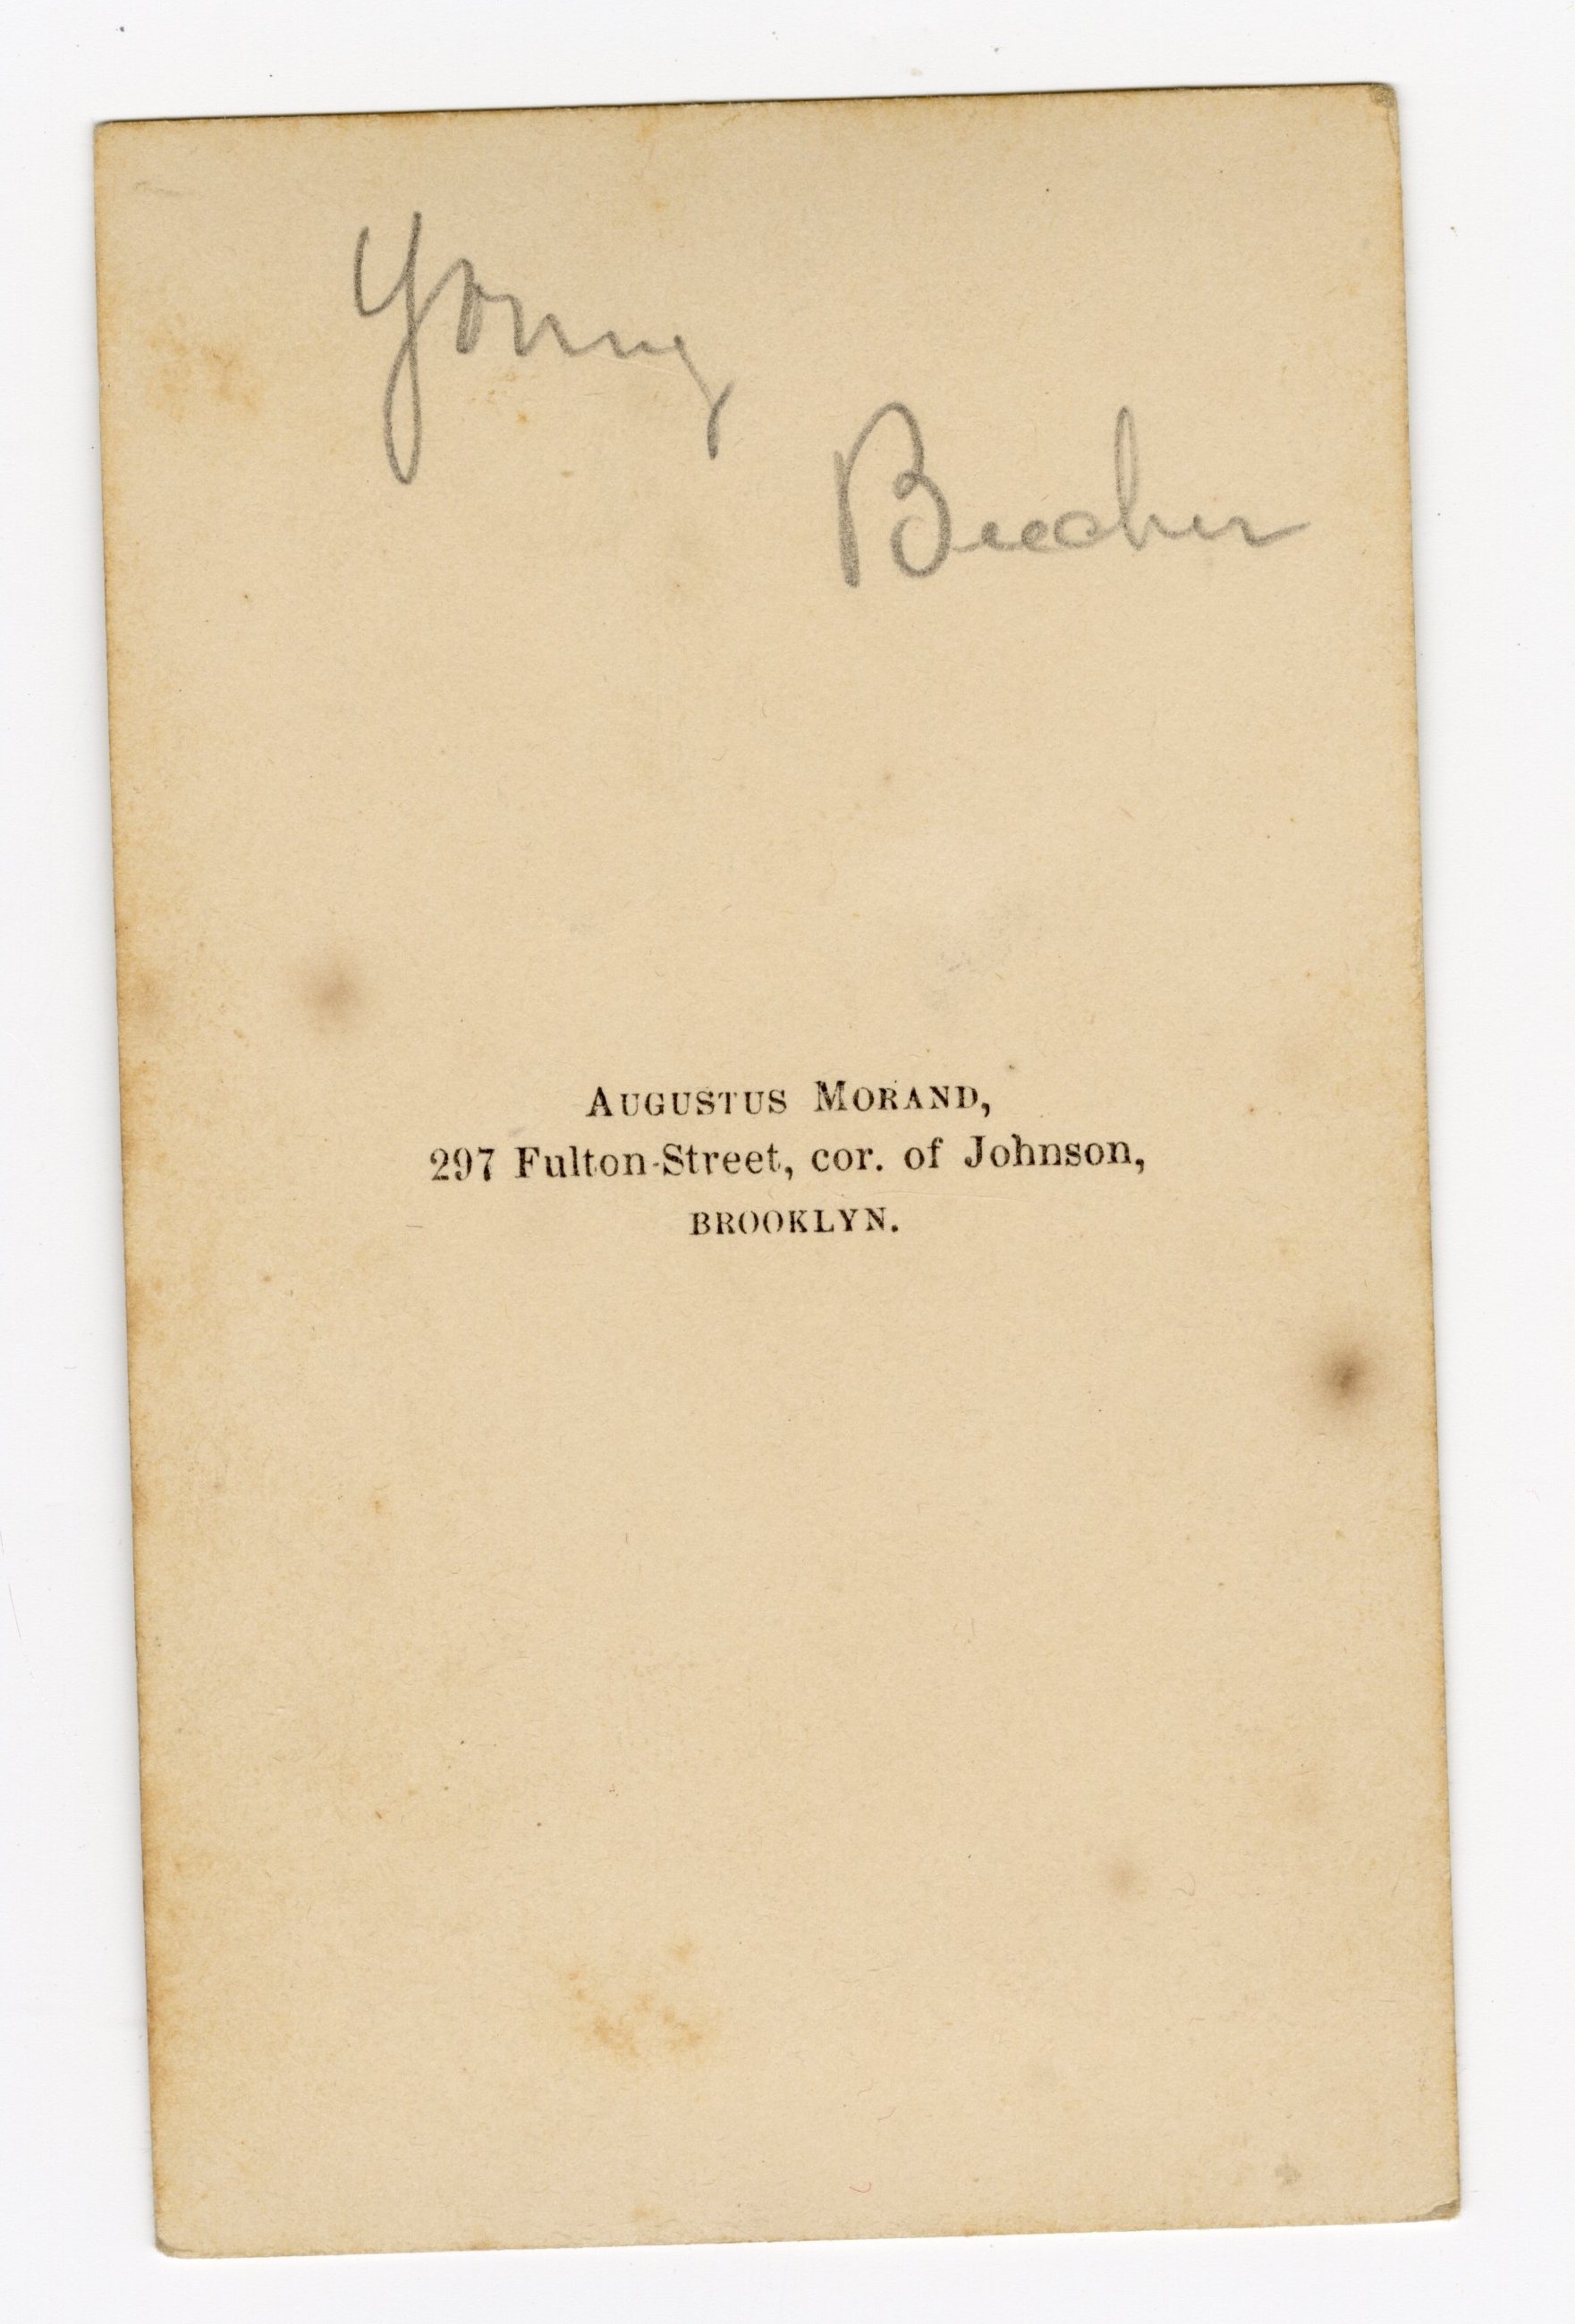 Young
Beecher
AUGUSTUS MORAND,
297 Fulton-Street, cor. of Johnson,
BROOKLYN.